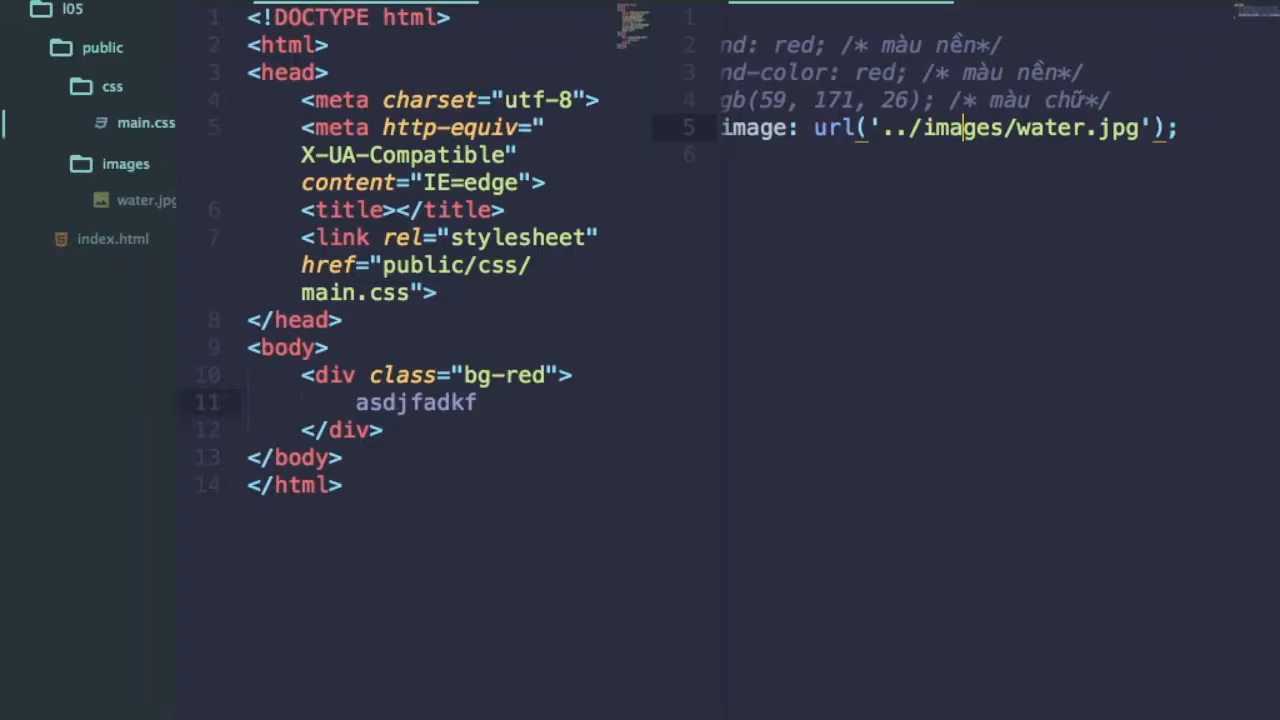 I05
public
css
main.css
images
water.jpg
index.html
1 <!DOCTYPE html>
2 <html>
3 <head>
4 <meta charset="utf-8">
5 <meta http-equiv="
X-UA-Compatible"
content="IE=edge">
6 <title></title>
7 <link rel="stylesheet"
href="public/css/
main.css">
8 </head>
9 <body>
10 <div class="bg-red">
11 asdjfadkf
12 </div>
13 </body>
14 </html>
1
2 nd: red; /* màu nền*/
3 nd-color: red; /* màu nền*/
4 gb(59, 171, 26); /* màu chữ*/
5 image: url('../images/water.jpg');
6